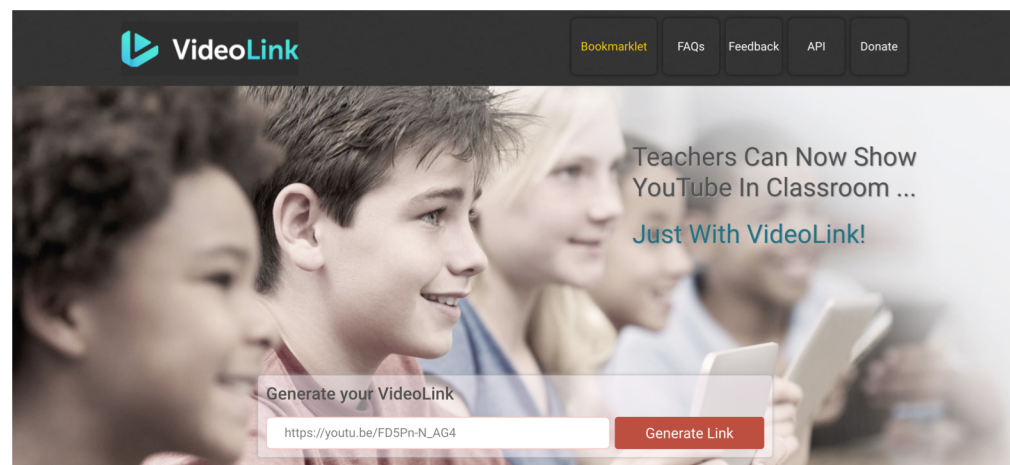 VideoLink
Bookmarklet
FAQs
Feedback
API
Donate
Teachers Can Now Show
YouTube In Classroom ...
Just With VideoLink!
Generate your VideoLink
https://youtu.be/FD5Pn-N_AG4
Generate Link